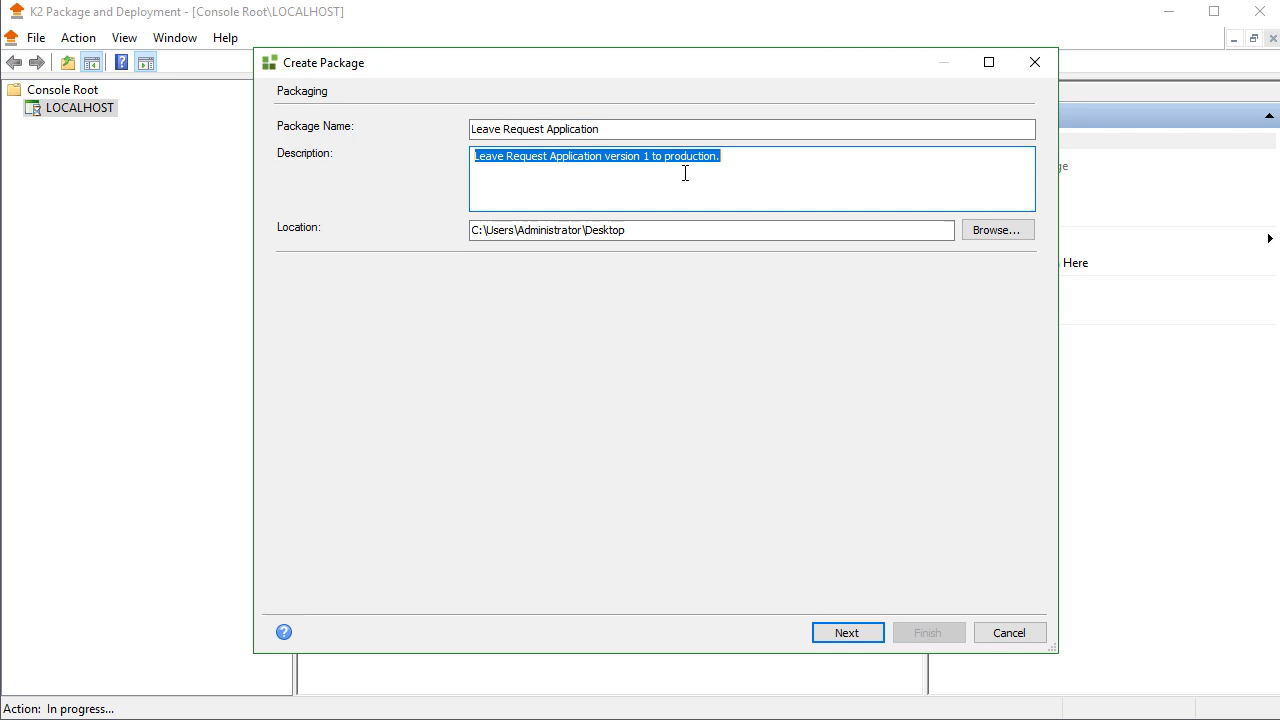 K2 Package and Deployment - [Console Root\LOCALHOST]
File Action View Window Help
Console Root
LOCALHOST
Create Package
Packaging
Package Name:
Leave Request Application
Description:
Leave Request Application version 1 to production.
Location:
C:\Users\Administrator\Desktop
Browse...
Here
Next
Finish
Cancel
Action: In progress...